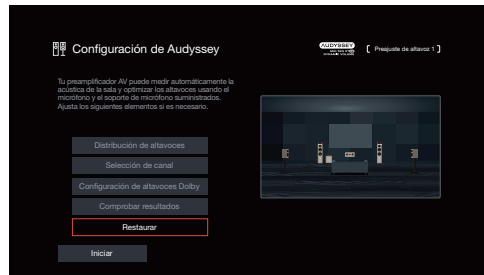 Configuración de Audyssey
AUDYSSEY
[ Preajuste de altavoz 1 ]
Tu preamplificador AV puede medir automáticamente la
acústica de la sala y optimizar los altavoces usando el
micrófono y el soporte de micrófono suministrados.
Ajusta los siguientes elementos si es necesario.
Distribución de altavoces
Selección de canal
Configuración de altavoces Dolby
Comprobar resultados
Restaurar
Iniciar